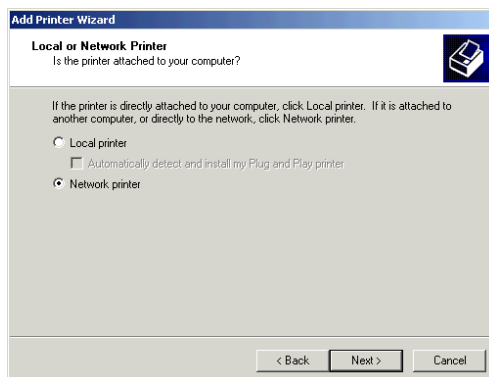 Add Printer Wizard
Local or Network Printer
Is the printer attached to your computer?
If the printer is directly attached to your computer, click Local printer. If it is attached to
another computer, or directly to the network, click Network printer.
Local printer
Automatically detect and install my Plug and Play printer
Network printer
< Back Next > Cancel